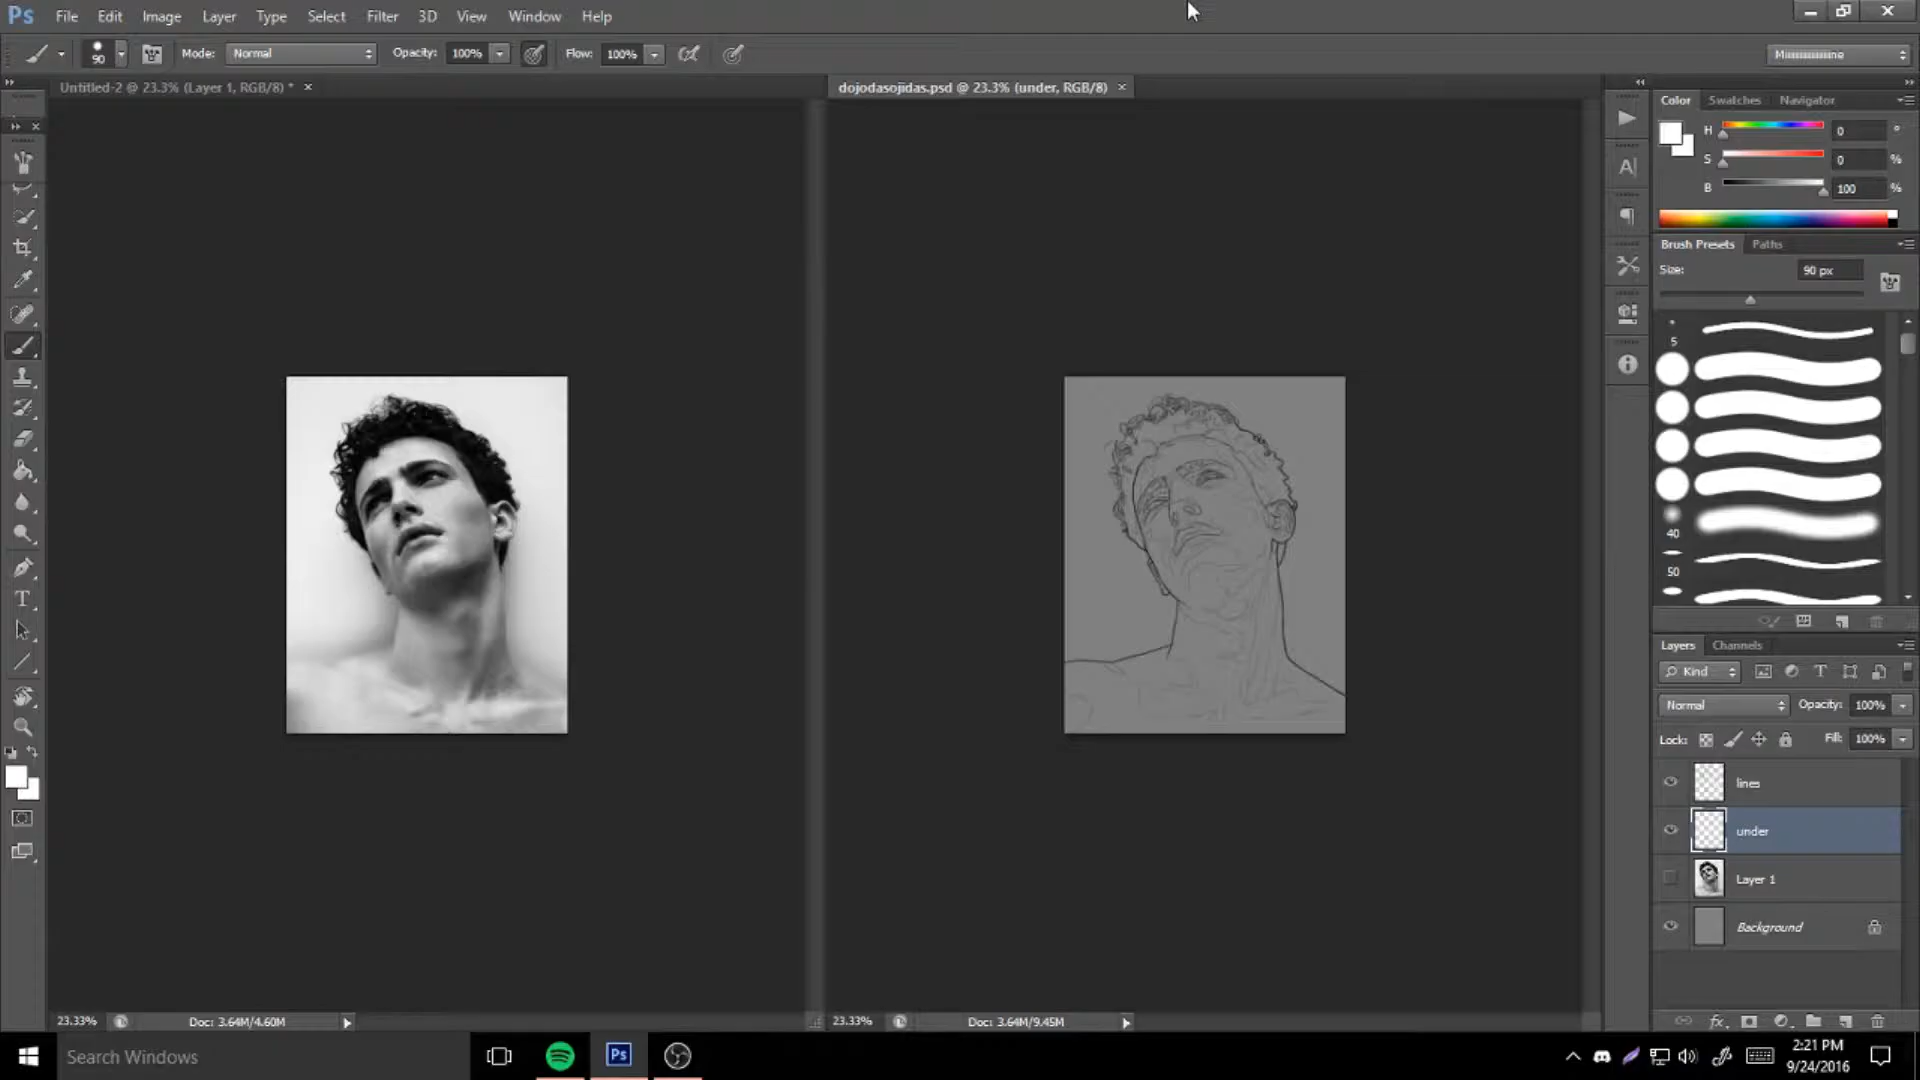 Ps File Edit Image Layer Type Select Filter 3D View Window Help
90 Mode: Normal Opacity: 100% Flow: 100%
Untitled-2 @ 23.3% (Layer 1, RGB/8) * × dojodasojidas.psd @ 23.3% (under, RGB/8) ×
Color Swatches Navigator
H 0 °
S 0 %
B 100 %
Brush Presets Paths
Size: 90 px
5
40
50
Layers Channels
Kind
Normal Opacity: 100%
Lock: Fill: 100%
lines
under
Layer 1
Background
fx
23.33% Doc: 3.64M/4.60M 23.33% Doc: 3.64M/9.45M
Search Windows Ps 2:21 PM
9/24/2016